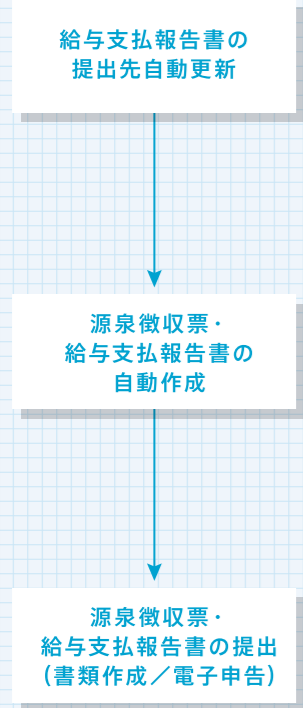 給与支払報告書の
提出先自動更新
源泉徴収票・
給与支払報告書の
自動作成
源泉徴収票・
給与支払報告書の提出
（書類作成／電子申告）